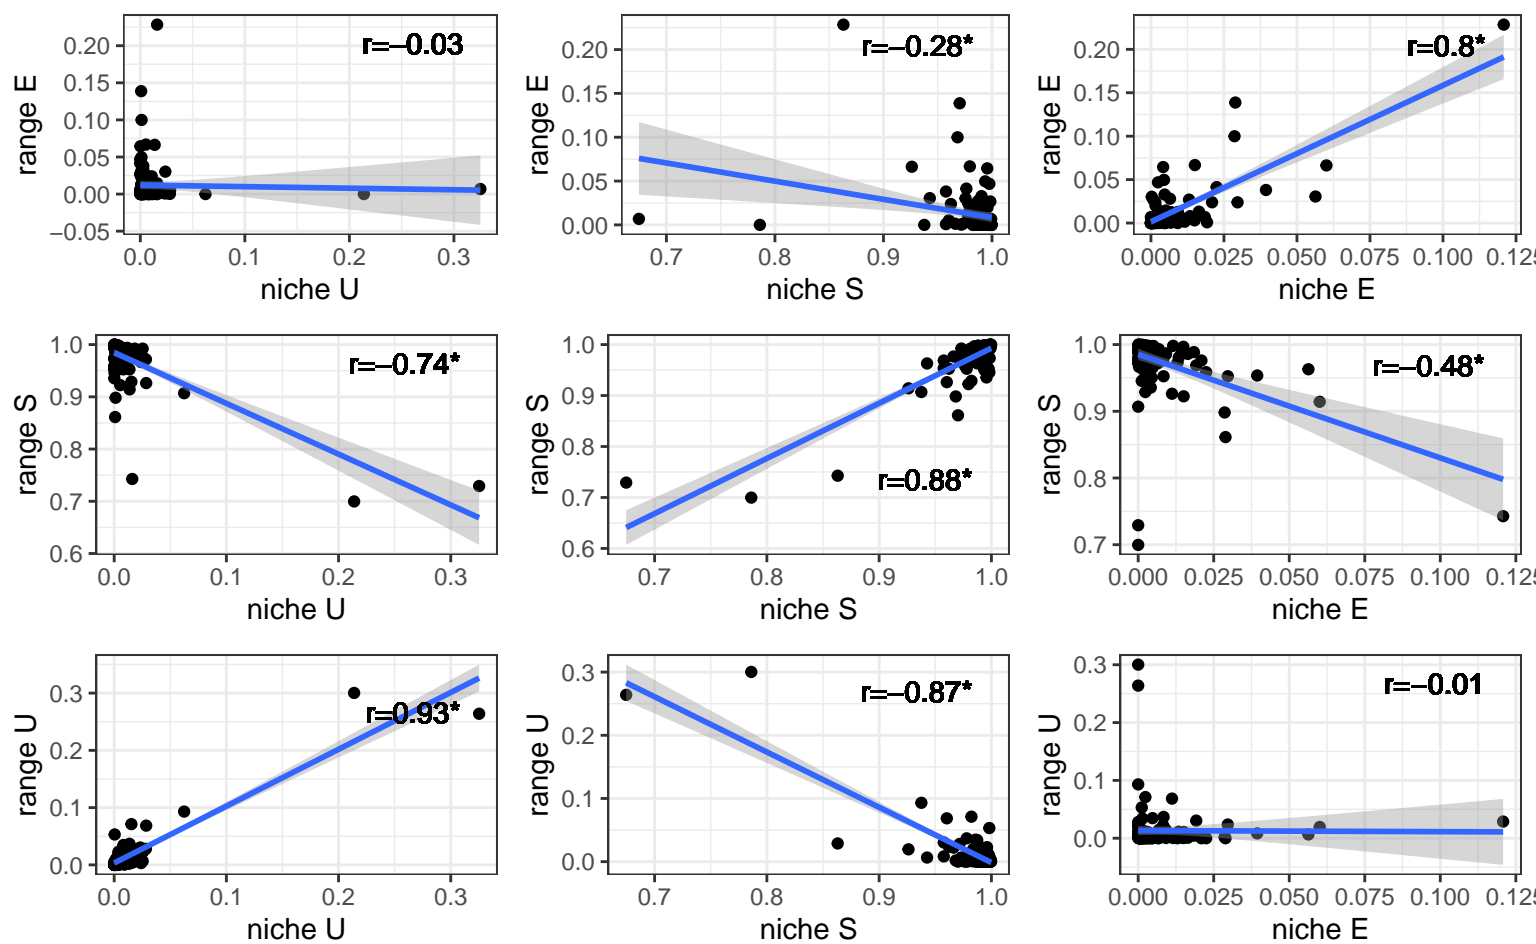 r=−0.03
range E
0.20
0.15
0.10
0.05
0.00
−0.05
0.0 0.1 0.2 0.3
niche U
r=−0.28*
range E
0.20
0.15
0.10
0.05
0.00
0.7 0.8 0.9 1.0
niche S
r=0.8*
range E
0.20
0.15
0.10
0.05
0.00
0.000 0.025 0.050 0.075 0.100 0.125
niche E
r=−0.74*
range S
1.0
0.9
0.8
0.7
0.6
0.0 0.1 0.2 0.3
niche U
r=0.88*
range S
1.0
0.9
0.8
0.7
0.6
0.7 0.8 0.9 1.0
niche S
r=−0.48*
range S
1.0
0.9
0.8
0.7
0.000 0.025 0.050 0.075 0.100 0.125
niche E
r=0.93*
range U
0.3
0.2
0.1
0.0
0.0 0.1 0.2 0.3
niche U
r=−0.87*
range U
0.3
0.2
0.1
0.0
0.7 0.8 0.9 1.0
niche S
r=−0.01
range U
0.3
0.2
0.1
0.0
0.000 0.025 0.050 0.075 0.100 0.125
niche E